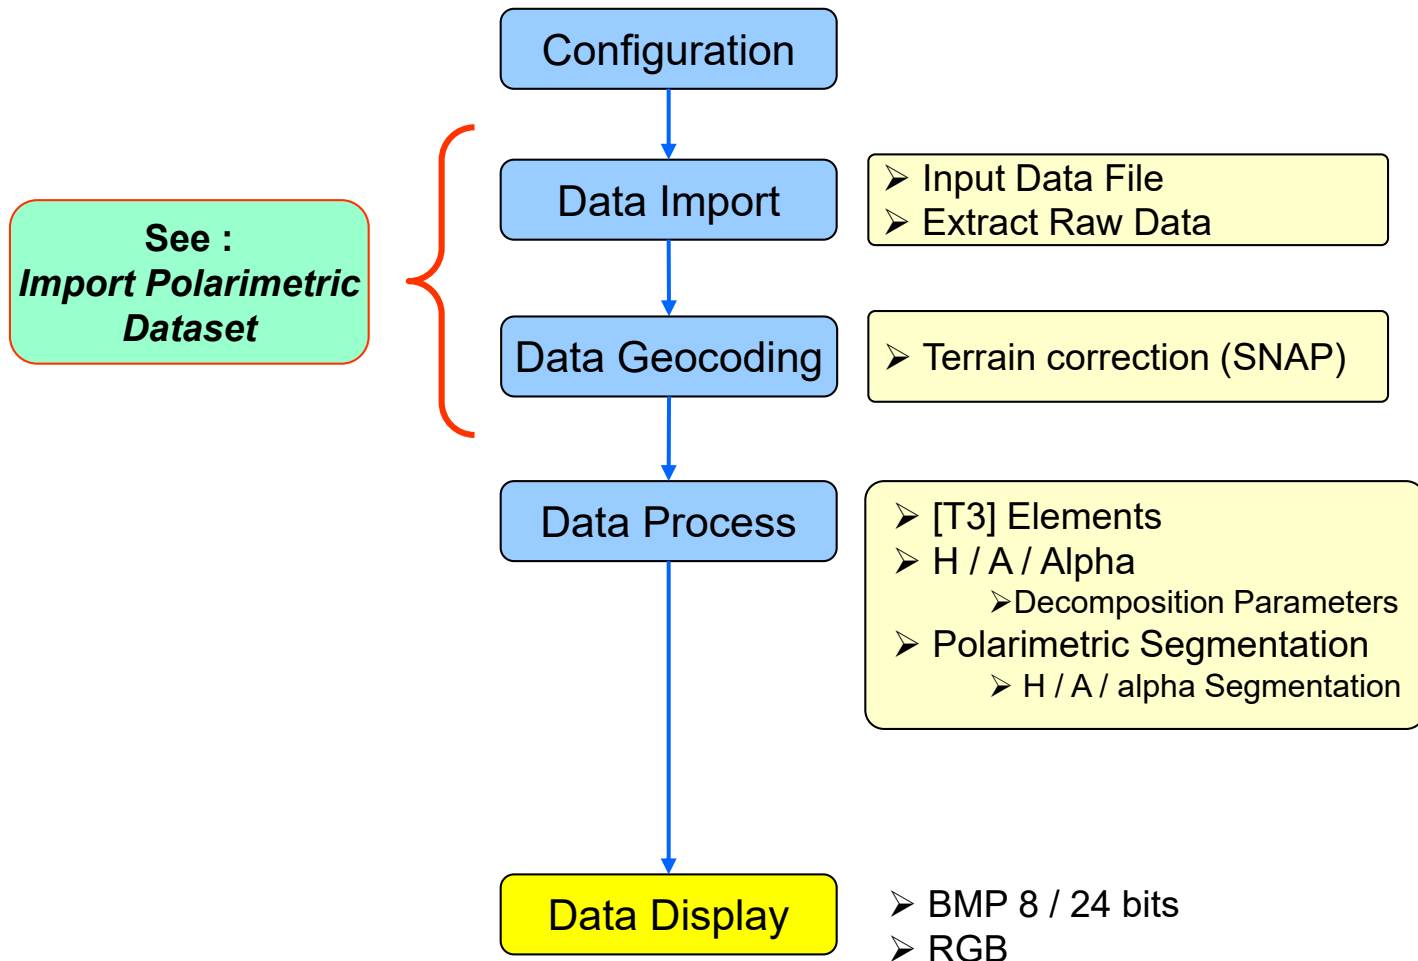 Configuration
Data Import
➢ Input Data File
➢ Extract Raw Data
See :
Import Polarimetric
Dataset
Data Geocoding
➢ Terrain correction (SNAP)
Data Process
➢ [T3] Elements
➢ H / A / Alpha
➢Decomposition Parameters
➢ Polarimetric Segmentation
➢ H / A / alpha Segmentation
Data Display
➢ BMP 8 / 24 bits
➢ RGB